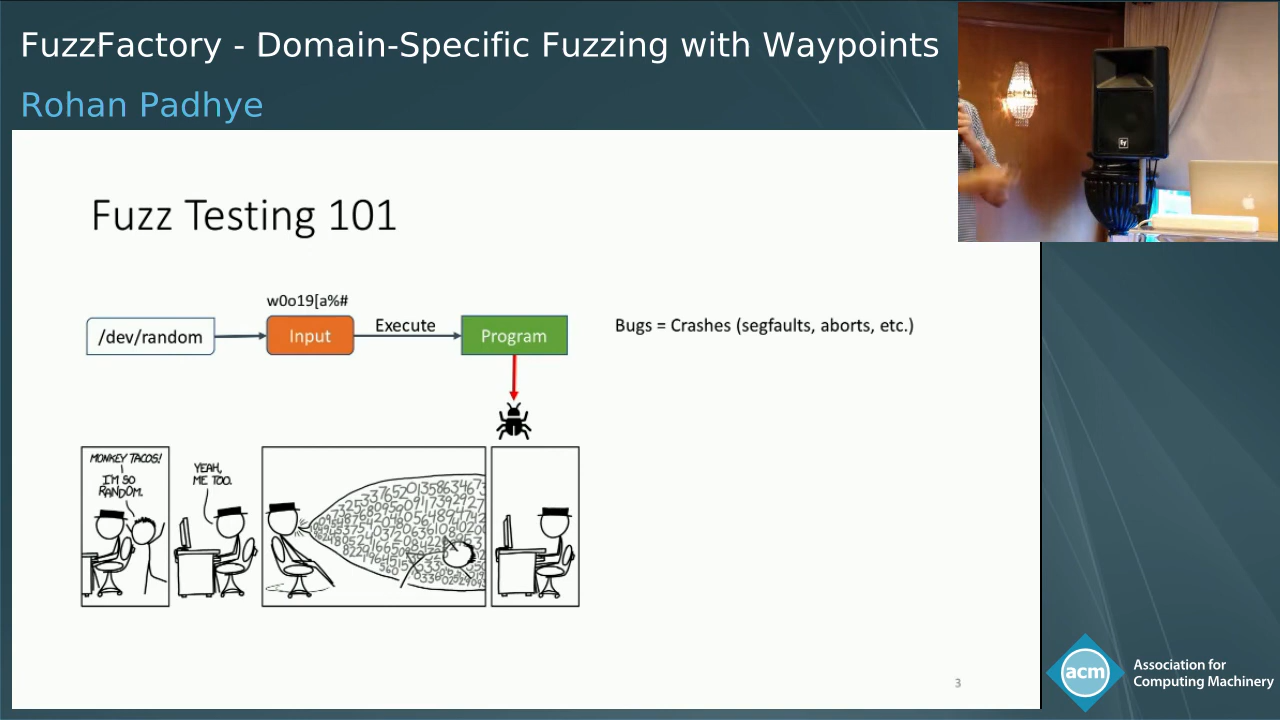 FuzzFactory - Domain-Specific Fuzzing with Waypoints
Rohan Padhye
Fuzz Testing 101
w0o19[a%#
/dev/random
Input
Execute
Program
Bugs = Crashes (segfaults, aborts, etc.)
MONKEY TACOS!
I'M SO
RANDOM.
YEAH,
ME TOO.
3
acm
Association for
Computing Machinery